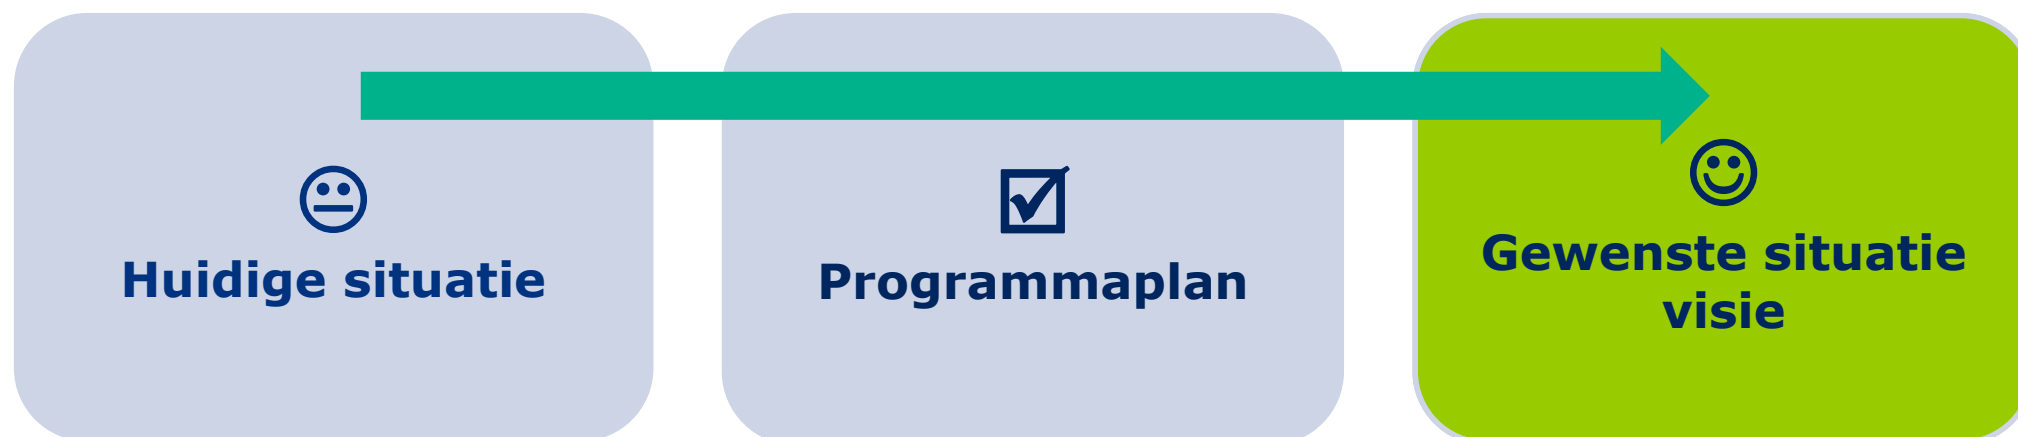 Huidige situatie
Programmaplan
Gewenste situatie
visie